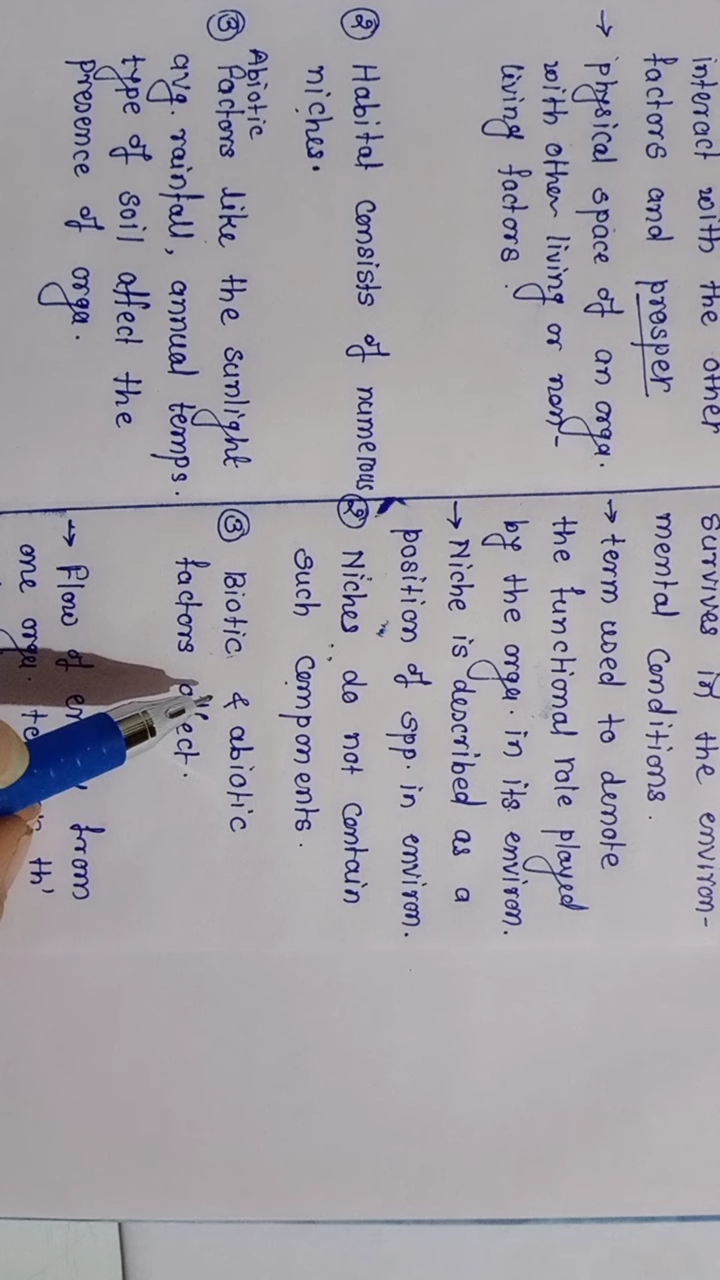 interact with the other
factors and prosper
→ physical space of an orga.
with other living or non-
living factors.
② Habitat consists of numerous
niches.
Abiotic
③ Factors like the sunlight
avg. rainfall, annual temps.
type of soil affect the
presence of orga.
survives in the environ-
mental conditions.
→ term used to denote
the functional role played
by the orga. in its environ.
→ Niche is described as a
position of spp. in environ.
② Niches do not contain
such components.
③ Biotic & abiotic
factors
→ Flow of from
one orga.